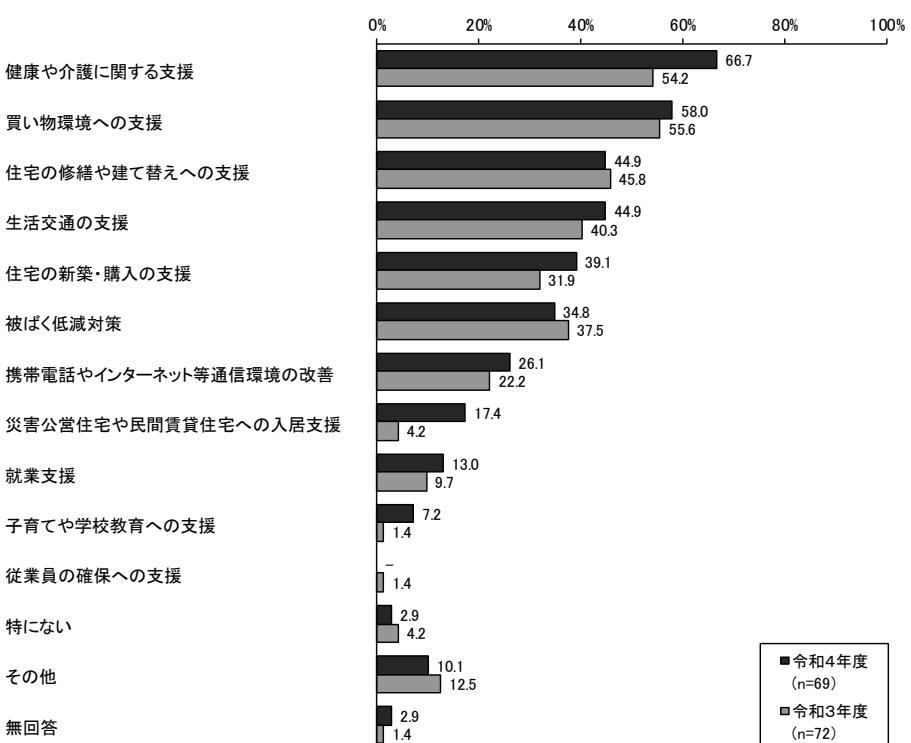 0% 20% 40% 60% 80% 100%
健康や介護に関する支援 66.7
54.2
買い物環境への支援 58.0
55.6
住宅の修繕や建て替えへの支援 44.9
45.8
生活交通の支援 44.9
40.3
住宅の新築・購入の支援 39.1
31.9
被ばく低減対策 34.8
37.5
携帯電話やインターネット等通信環境の改善 26.1
22.2
災害公営住宅や民間賃貸住宅への入居支援 17.4
4.2
就業支援 13.0
9.7
子育てや学校教育への支援 7.2
1.4
従業員の確保への支援 –
1.4
特にない 2.9
4.2
その他 10.1
12.5
無回答 2.9
1.4
令和4年度
(n=69)
令和3年度
(n=72)